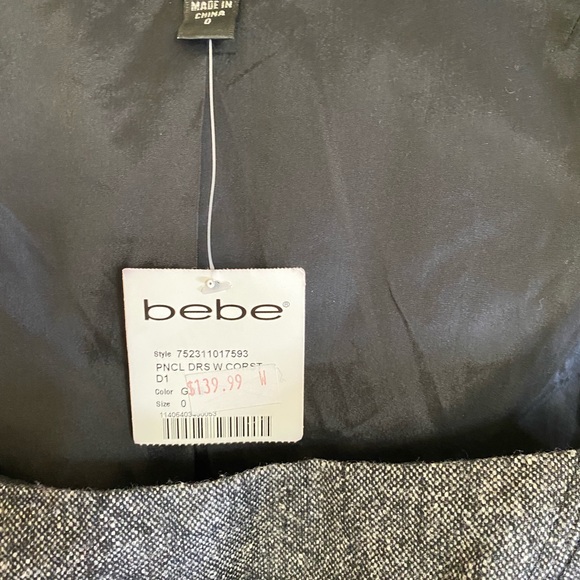 MADE IN
CHINA
0
bebe®
Style 752311017593
PNCL DRS W CORST
D1
$139.99 W
Color G
Size 0